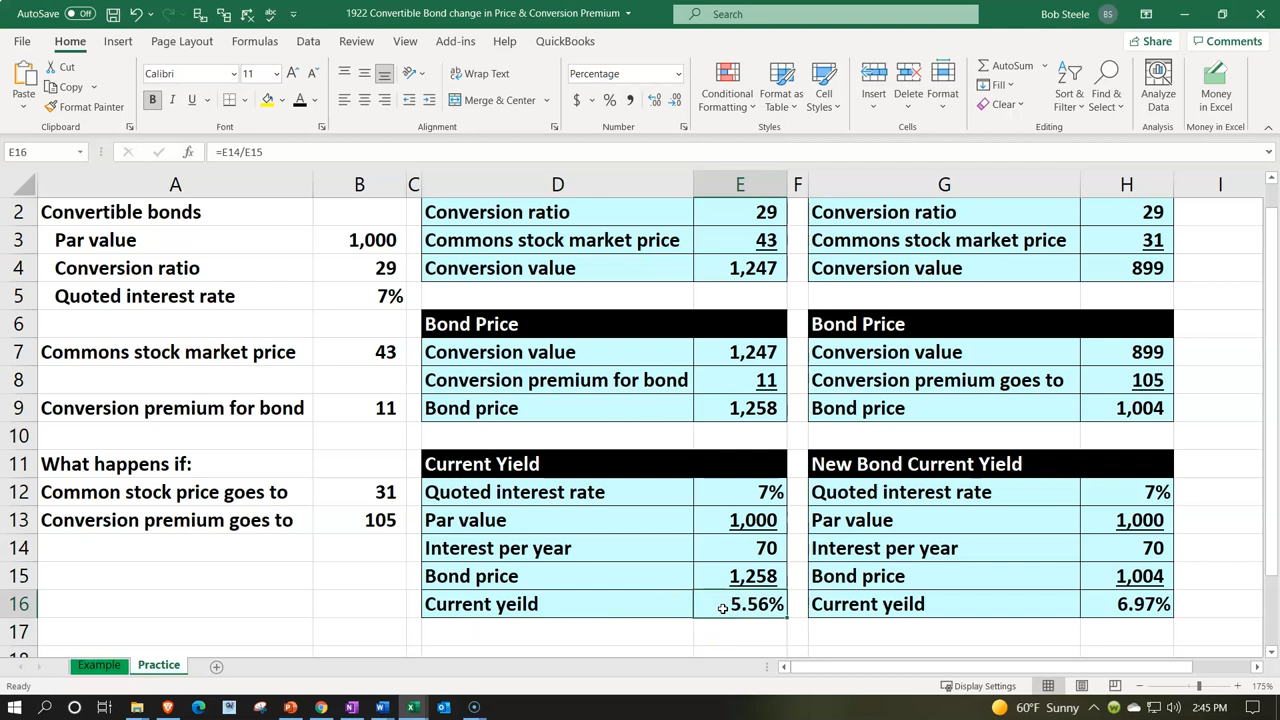 AutoSave Off 1922 Convertible Bond change in Price & Conversion Premium Search Bob Steele BS
File Home Insert Page Layout Formulas Data Review View Add-ins Help QuickBooks Share Comments
Paste Cut Copy Format Painter Clipboard
Calibri 11 B I U Font
Wrap Text Merge & Center Alignment
Percentage $ % Number
Conditional Formatting Format as Table Cell Styles Styles
Insert Delete Format Cells
AutoSum Fill Clear Sort & Filter Find & Select Editing
Analyze Data Analysis
Money in Excel Money in Excel
E16 fx =E14/E15
A B C D E F G H I
2 Convertible bonds Conversion ratio 29 Conversion ratio 29
3 Par value 1,000 Commons stock market price 43 Commons stock market price 31
4 Conversion ratio 29 Conversion value 1,247 Conversion value 899
5 Quoted interest rate 7%
6 Bond Price Bond Price
7 Commons stock market price 43 Conversion value 1,247 Conversion value 899
8 Conversion premium for bond 11 Conversion premium goes to 105
9 Conversion premium for bond 11 Bond price 1,258 Bond price 1,004
10
11 What happens if: Current Yield New Bond Current Yield
12 Common stock price goes to 31 Quoted interest rate 7% Quoted interest rate 7%
13 Conversion premium goes to 105 Par value 1,000 Par value 1,000
14 Interest per year 70 Interest per year 70
15 Bond price 1,258 Bond price 1,004
16 Current yeild 5.56% Current yeild 6.97%
17
Example Practice
Ready Display Settings 175%
60°F Sunny 2:45 PM